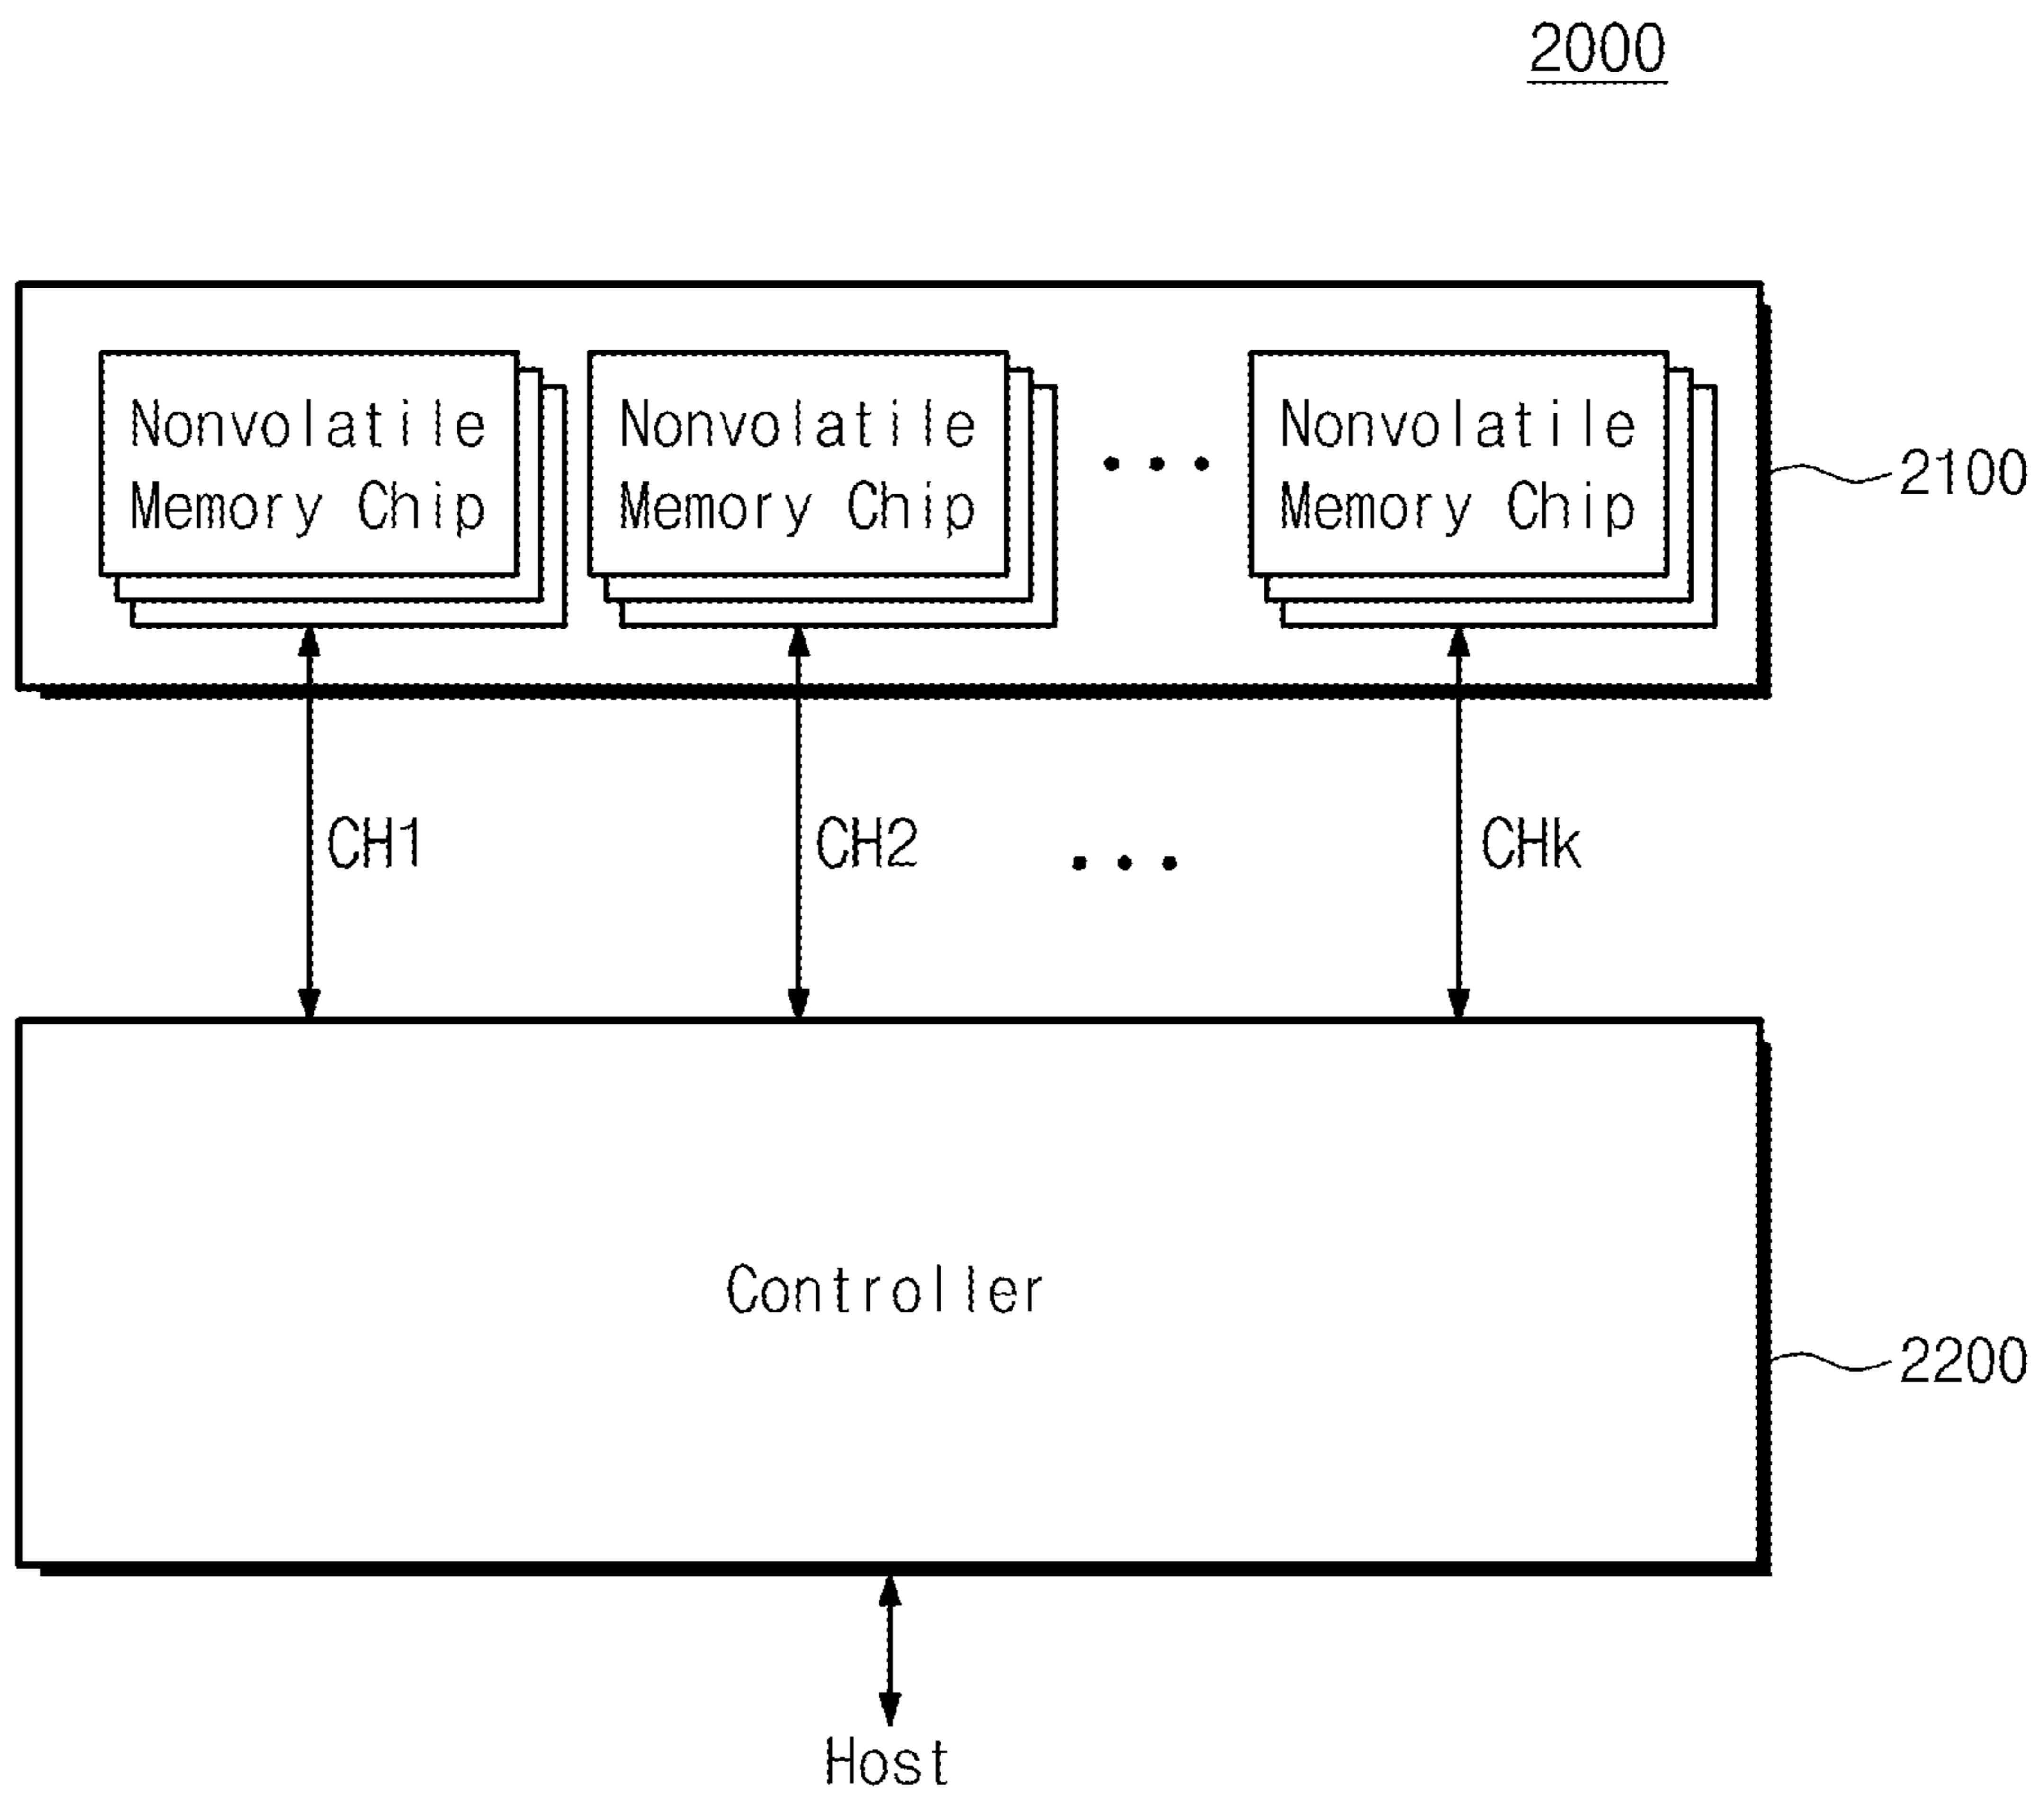 2000
Nonvolatile Memory Chip
Nonvolatile Memory Chip
• • •
Nonvolatile Memory Chip
2100
CH1
CH2
• • •
CHk
Controller
2200
Host